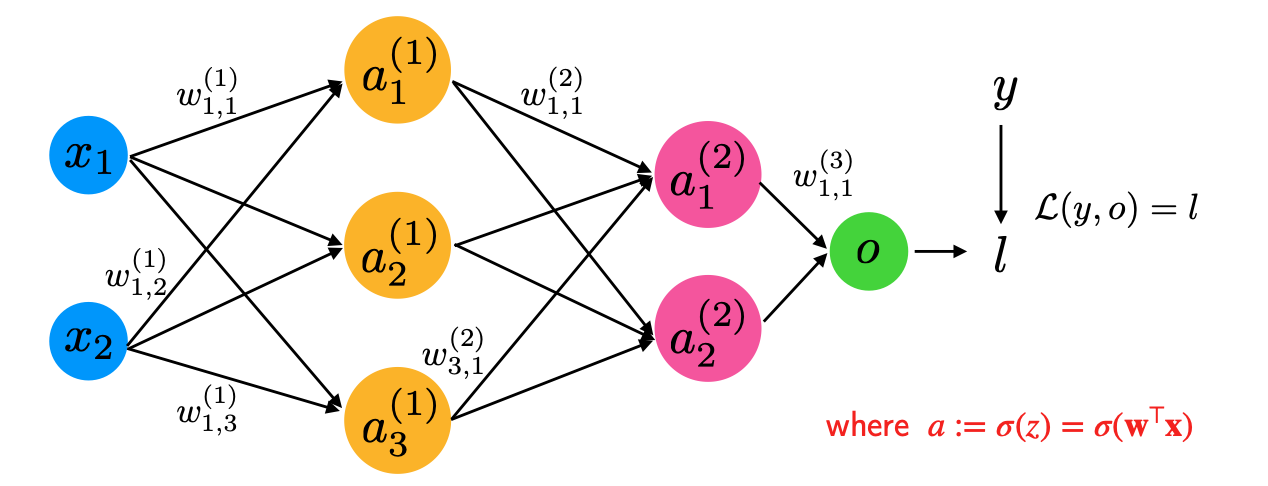 a_1^{(1)}
w_{1,1}^{(1)}
w_{1,1}^{(2)}
y
x_1
a_1^{(2)}
w_{1,1}^{(3)}
ℒ(y, o) = l
a_2^{(1)}
o
l
w_{1,2}^{(1)}
x_2
a_2^{(2)}
w_{3,1}^{(2)}
w_{1,3}^{(1)}
a_3^{(1)}
where a := σ(z) = σ(𝐰^⊤𝐱)